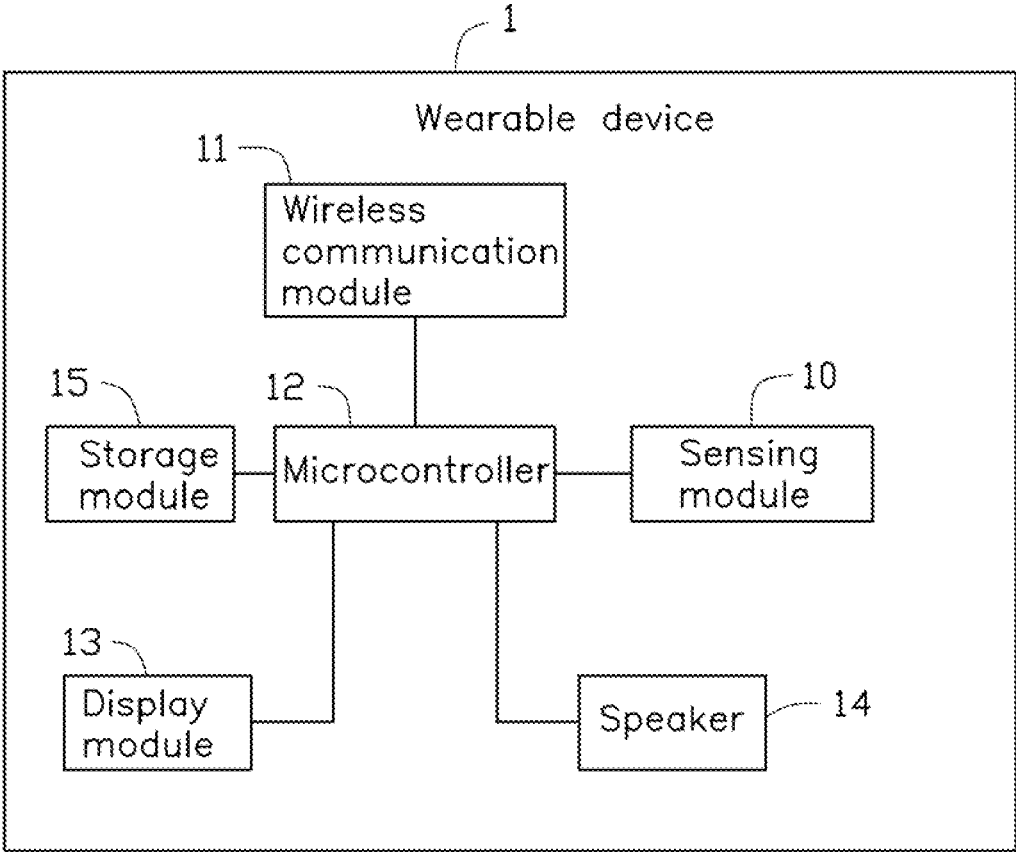 1
Wearable device
11
Wireless
communication
module
15
12
10
Storage
module
Microcontroller
Sensing
module
13
Display
module
Speaker
14